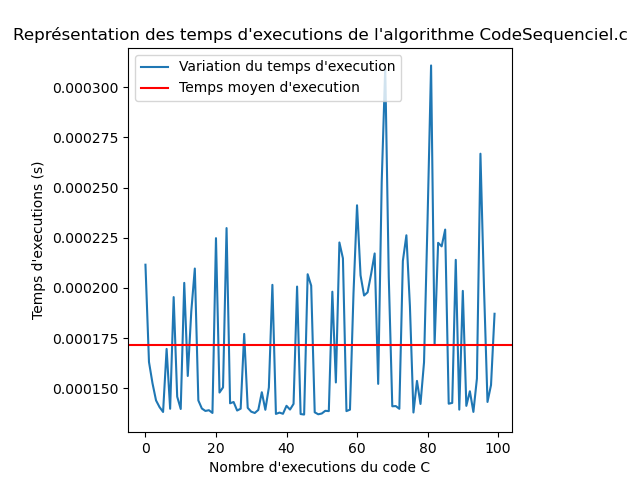 Représentation des temps d'executions de l'algorithme CodeSequenciel.c
Variation du temps d'execution
Temps moyen d'execution
Temps d'executions (s)
0.000300
0.000275
0.000250
0.000225
0.000200
0.000175
0.000150
0
20
40
60
80
100
Nombre d'executions du code C